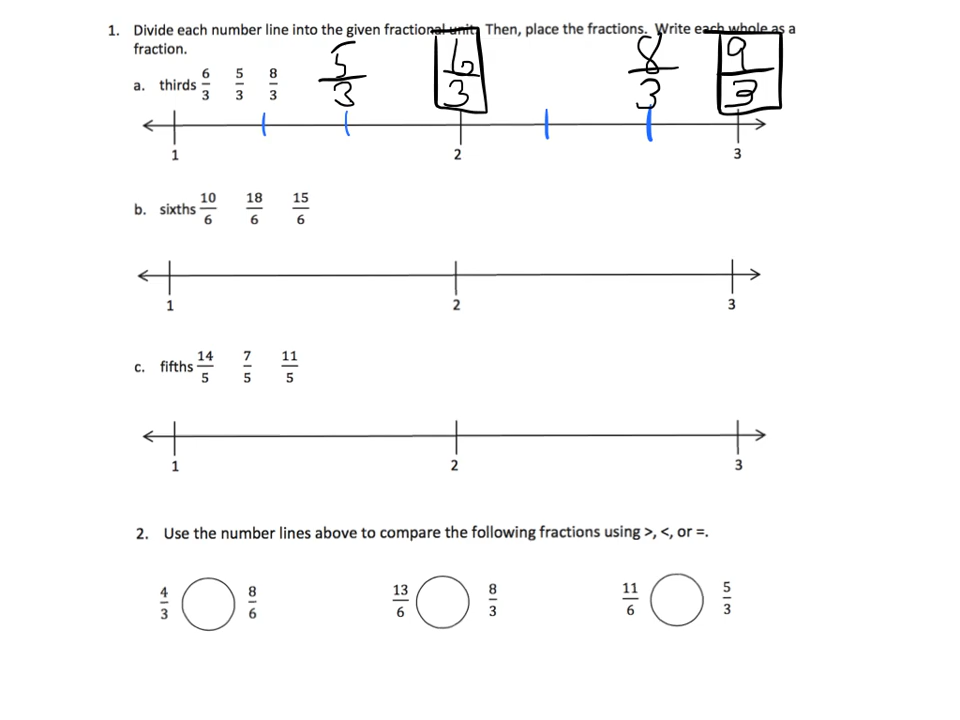 1. Divide each number line into the given fractional unit. Then, place the fractions. Write each whole as a
fraction.
a. thirds 6/3 5/3 8/3
5/3 6/3 8/3 9/3
1 2 3
b. sixths 10/6 18/6 15/6
1 2 3
c. fifths 14/5 7/5 11/5
1 2 3
2. Use the number lines above to compare the following fractions using >, <, or =.
4/3 8/6 13/6 8/3 11/6 5/3